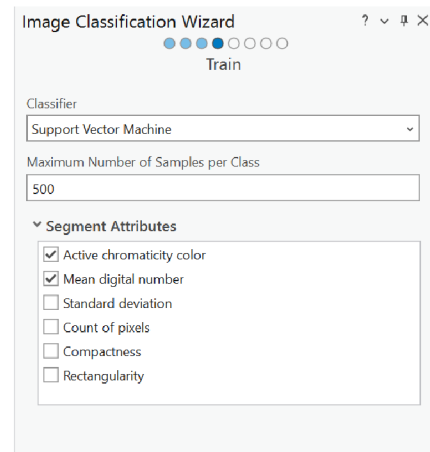 Image Classification Wizard
Train
Classifier
Support Vector Machine
Maximum Number of Samples per Class
500
Segment Attributes
Active chromaticity color
Mean digital number
Standard deviation
Count of pixels
Compactness
Rectangularity